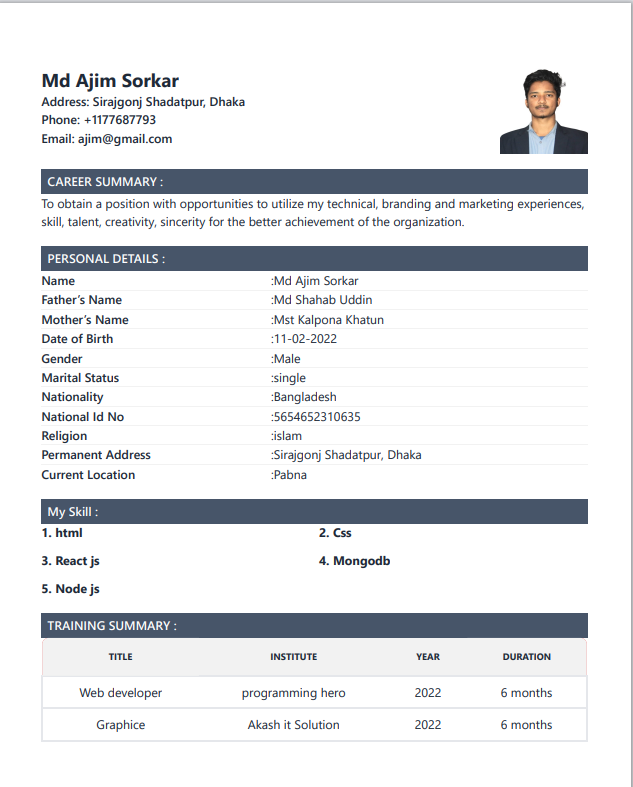 Md Ajim Sorkar
Address: Sirajgonj Shadatpur, Dhaka
Phone: +1177687793
Email: ajim@gmail.com
CAREER SUMMARY :
To obtain a position with opportunities to utilize my technical, branding and marketing experiences,
skill, talent, creativity, sincerity for the better achievement of the organization.
PERSONAL DETAILS :
Name :Md Ajim Sorkar
Father’s Name :Md Shahab Uddin
Mother’s Name :Mst Kalpona Khatun
Date of Birth :11-02-2022
Gender :Male
Marital Status :single
Nationality :Bangladesh
National Id No :5654652310635
Religion :islam
Permanent Address :Sirajgonj Shadatpur, Dhaka
Current Location :Pabna
My Skill :
1. html 2. Css
3. React js 4. Mongodb
5. Node js
TRAINING SUMMARY :
TITLE INSTITUTE YEAR DURATION
Web developer programming hero 2022 6 months
Graphice Akash it Solution 2022 6 months